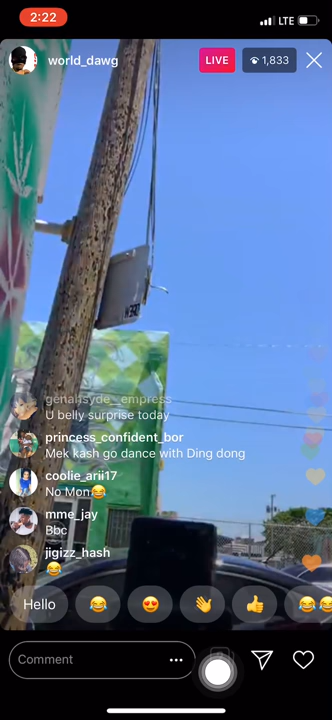 2:22
LTE
world_dawg
LIVE
1,833
genahsyde__empress
U belly surprise today
princess_confident_bor
Mek kash go dance with Ding dong
coolie_arii17
No Mon😂
mme_jay
Bbc
jigizz_hash
😂
Hello 😂 😍 👋 👍 😂😂
Comment